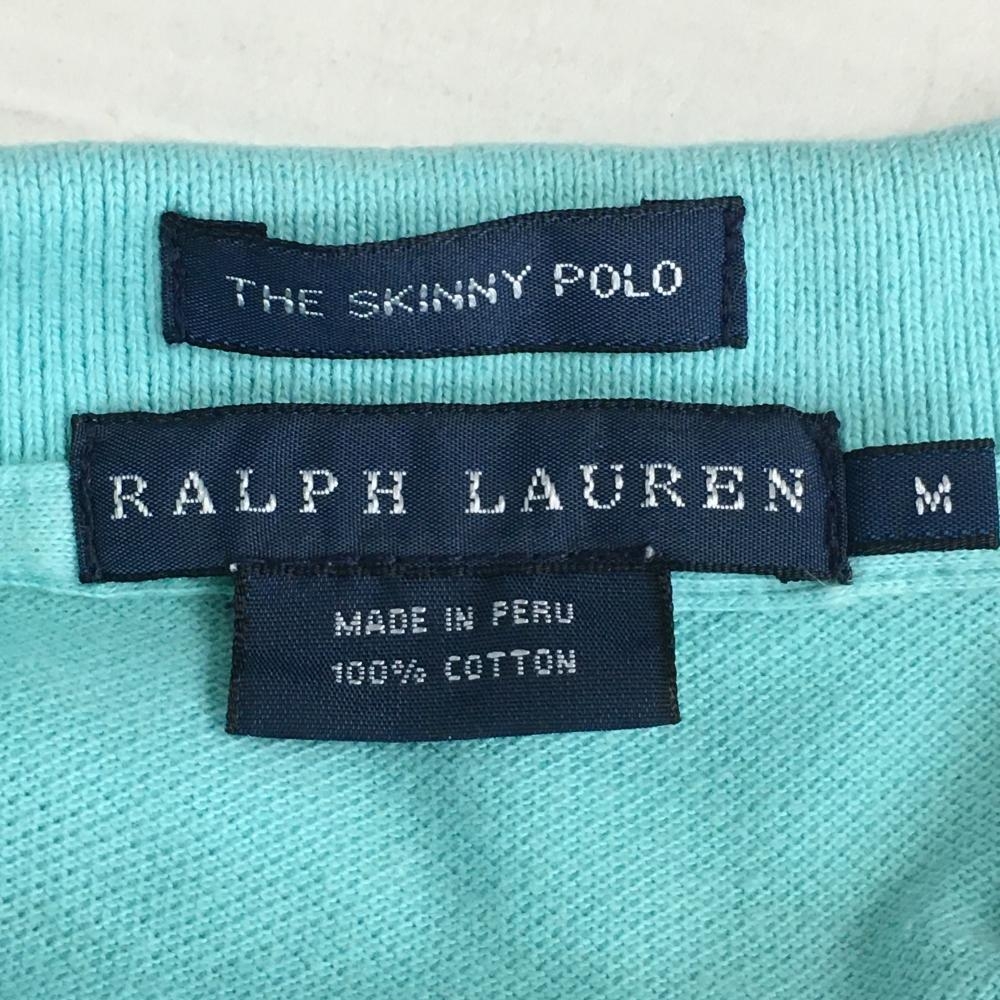 THE SKINNY POLO
RALPH LAUREN
M
MADE IN PERU
100% COTTON